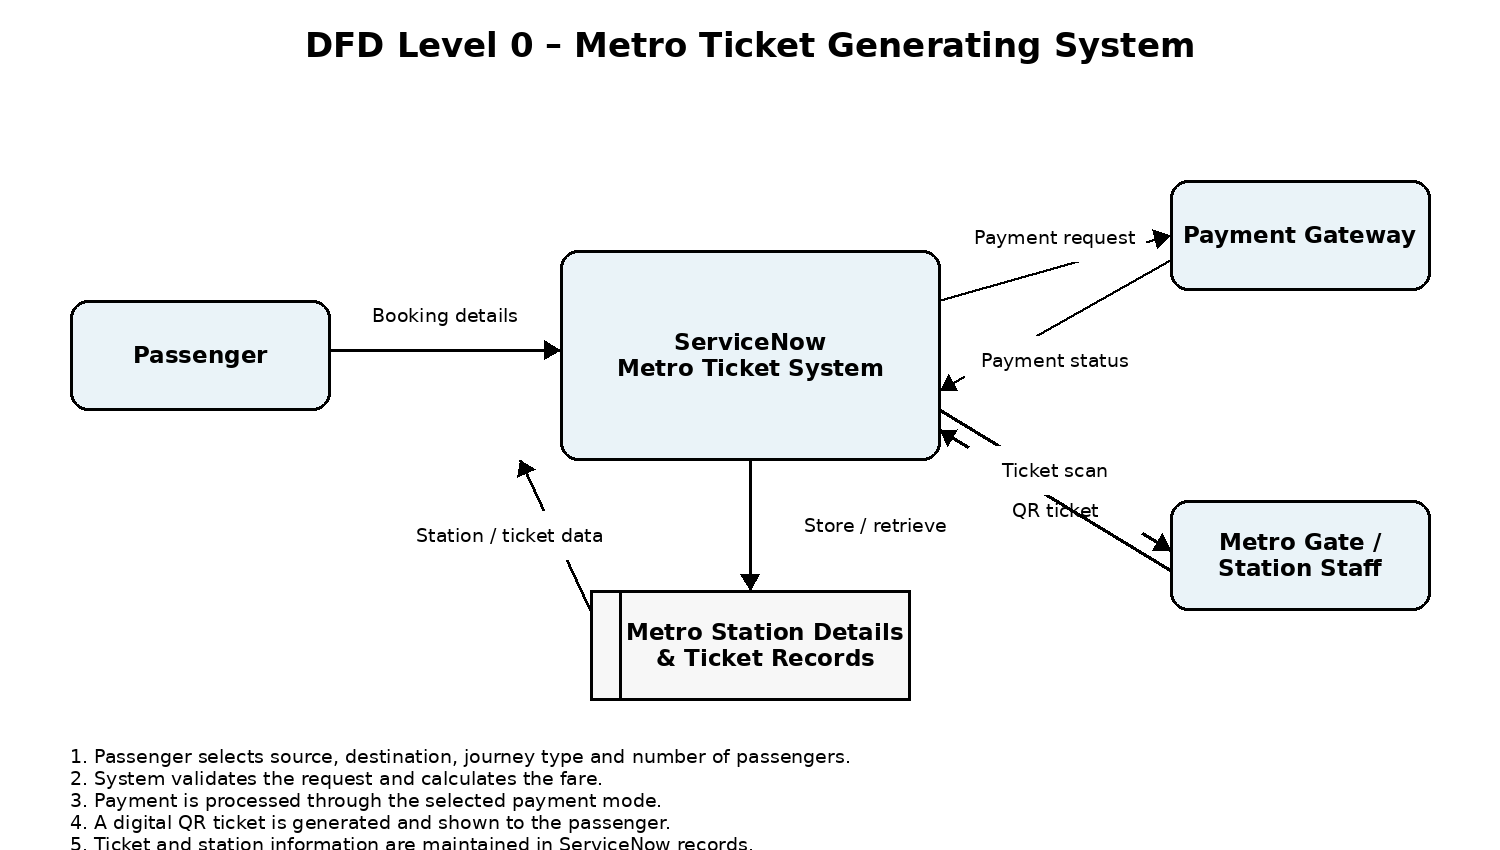 DFD Level 0 – Metro Ticket Generating System
Payment request
Payment Gateway
Booking details
Passenger
ServiceNow
Metro Ticket System
Payment status
Ticket scan
QR ticket
Station / ticket data
Store / retrieve
Metro Gate /
Station Staff
Metro Station Details
& Ticket Records
1. Passenger selects source, destination, journey type and number of passengers.
2. System validates the request and calculates the fare.
3. Payment is processed through the selected payment mode.
4. A digital QR ticket is generated and shown to the passenger.
5. Ticket and station information are maintained in ServiceNow records.